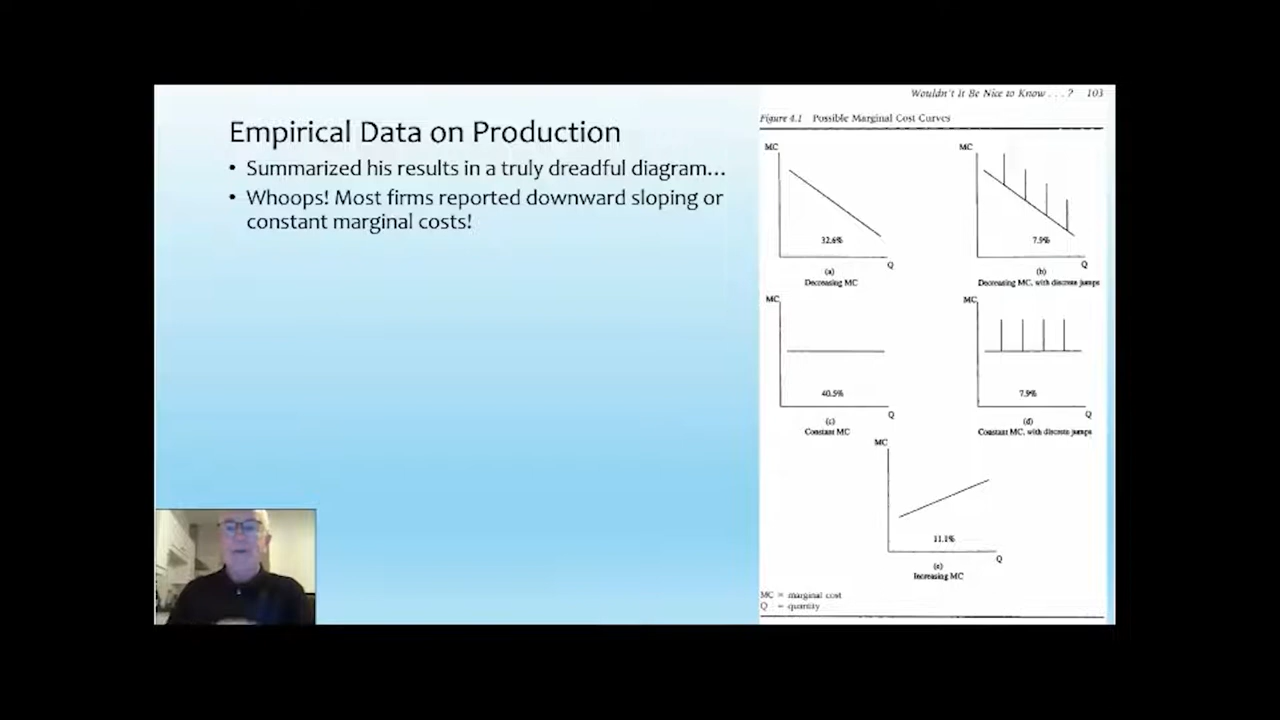 Empirical Data on Production
• Summarized his results in a truly dreadful diagram…
• Whoops! Most firms reported downward sloping or
constant marginal costs!
Wouldn't It Be Nice to Know . . . ? 103
Figure 4.1 Possible Marginal Cost Curves
MC
32.6%
Q
(a)
Decreasing MC
MC
7.9%
Q
(b)
Decreasing MC, with discrete jumps
MC
40.5%
Q
(c)
Constant MC
MC
7.9%
Q
(d)
Constant MC, with discrete jumps
MC
11.1%
Q
(e)
Increasing MC
MC = marginal cost
Q = quantity